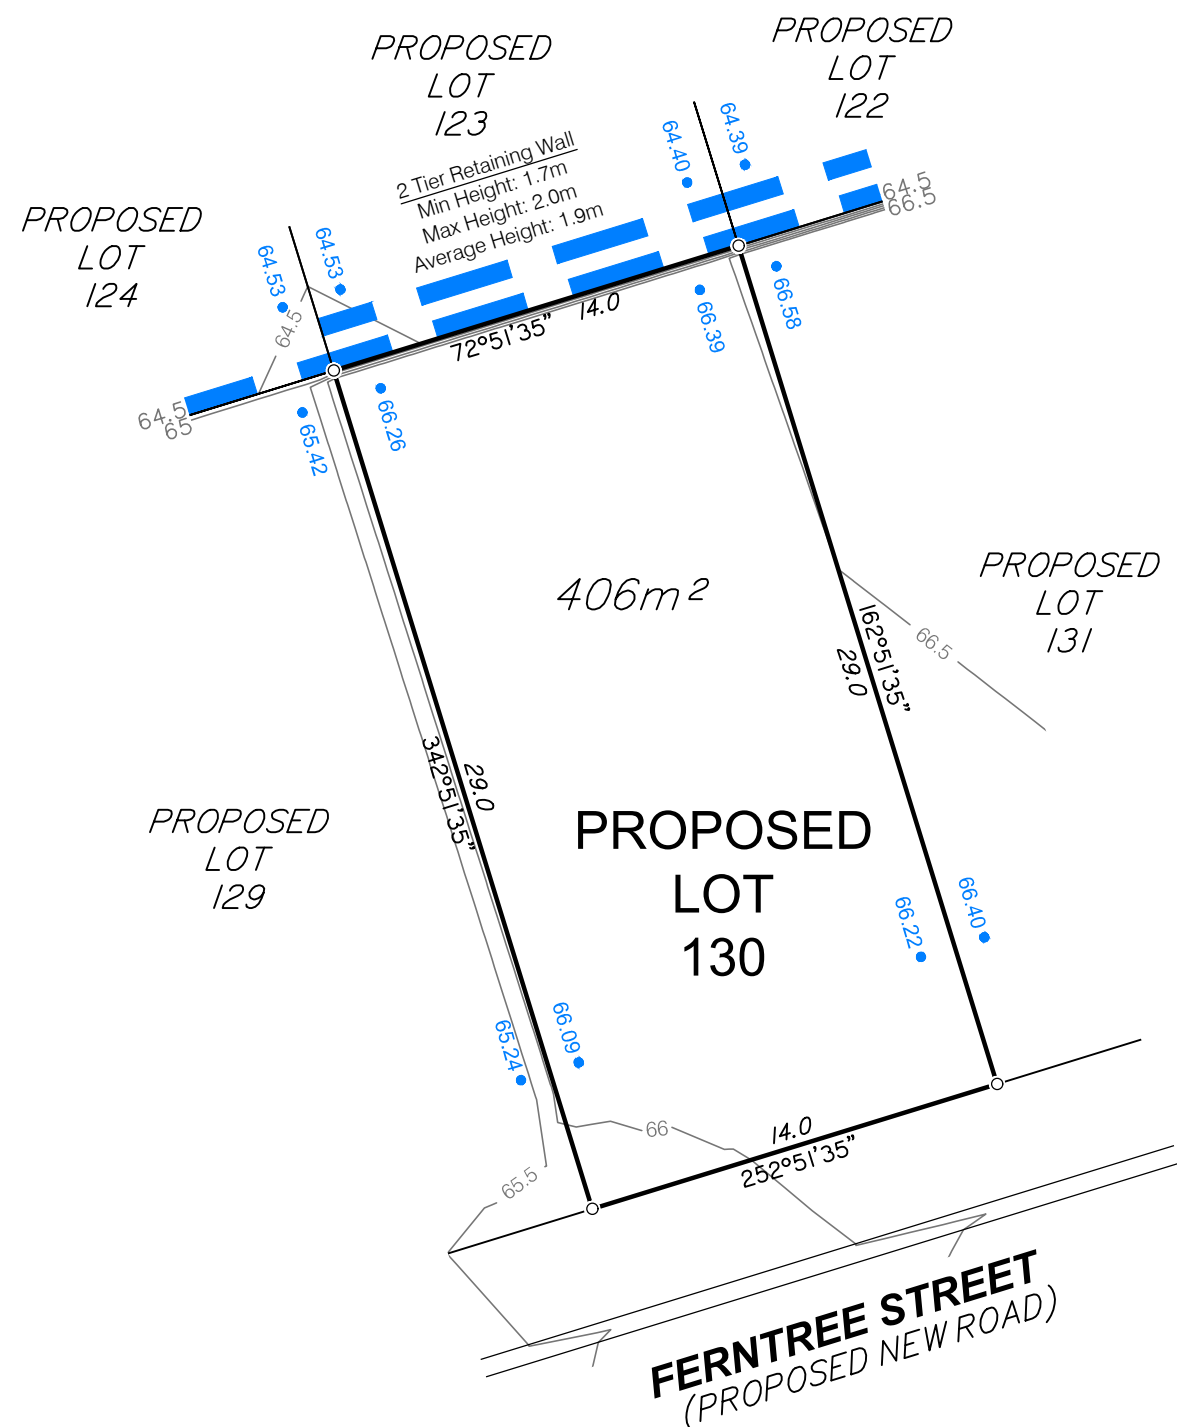 PROPOSED
LOT
123
PROPOSED
LOT
122
2 Tier Retaining Wall
Min Height: 1.7m
Max Height: 2.0m
Average Height: 1.9m
64.40
64.39
64.5
66.5
PROPOSED
LOT
124
64.53
64.53
64.5
64.5
65
14.0
72°51'35"
66.39
66.58
65.42
66.26
406m²
PROPOSED
LOT
131
66.5
162°51'35"
29.0
342°51'35"
29.0
PROPOSED
LOT
129
PROPOSED
LOT
130
66.22
66.40
65.24
66.09
66
14.0
252°51'35"
65.5
FERNTREE STREET
(PROPOSED NEW ROAD)